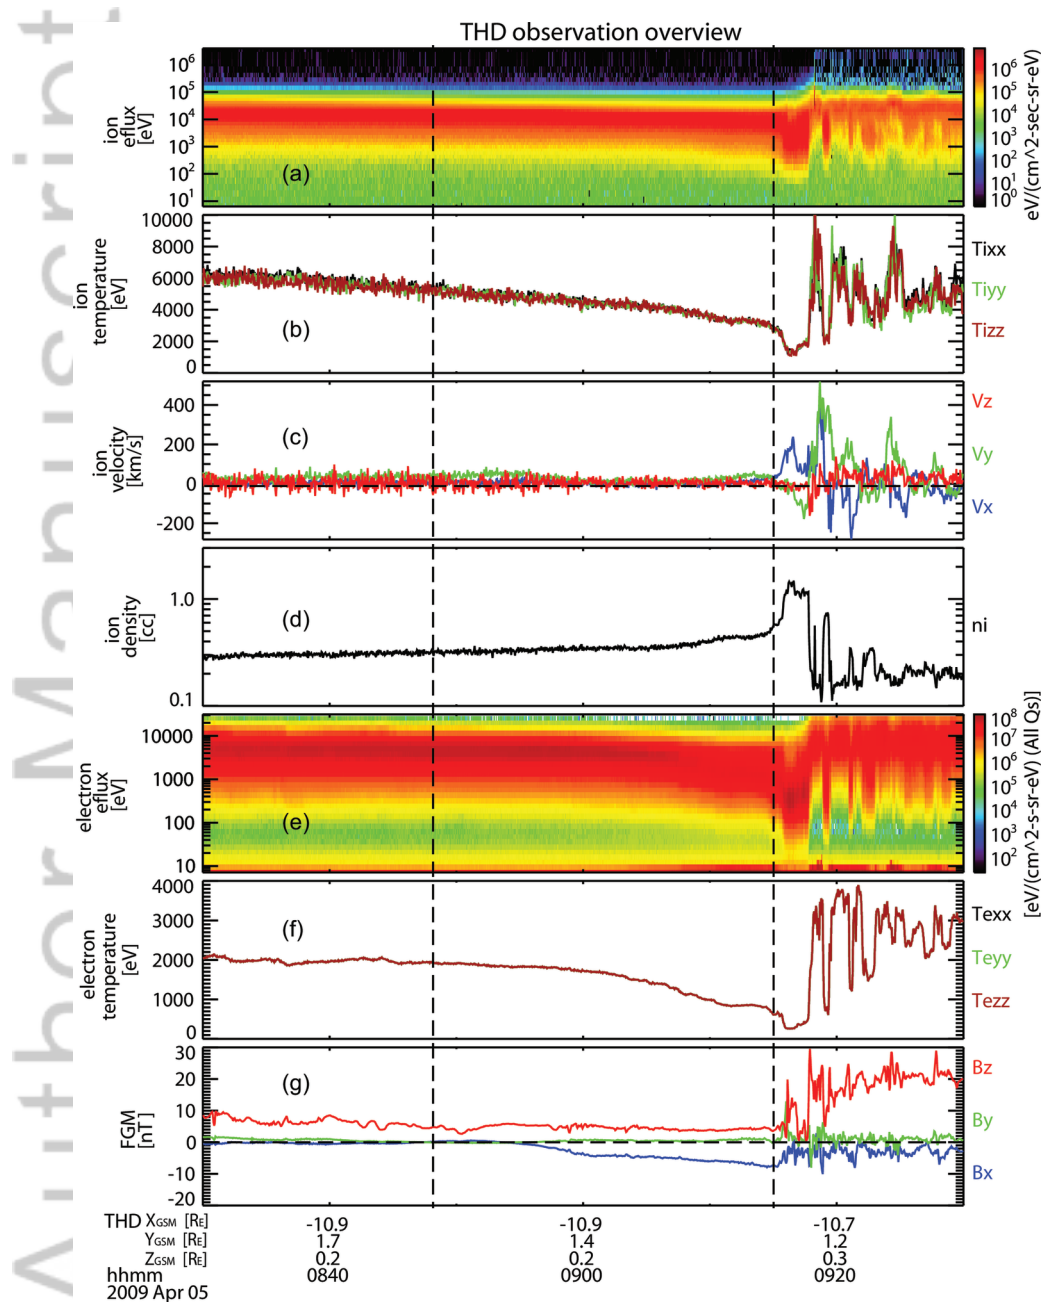 Author Manuscript
THD observation overview
ion
eflux
[eV]
10^6
10^5
10^4
10^3
10^2
10^1
(a)
10^6
10^5
10^4
10^3
10^2
10^1
10^0
eV/(cm^2-sec-sr-eV)
ion
temperature
[eV]
10000
8000
6000
4000
2000
0
(b)
Tixx
Tiyy
Tizz
ion
velocity
[km/s]
400
200
0
-200
(c)
Vz
Vy
Vx
ion
density
[cc]
1.0
0.1
(d)
ni
electron
eflux
[eV]
10000
1000
100
10
(e)
10^8
10^7
10^6
10^5
10^4
10^3
10^2
[eV/(cm^2-s-sr-eV) (All Qs)]
electron
temperature
[eV]
4000
3000
2000
1000
0
(f)
Texx
Teyy
Tezz
FGM
[nT]
30
20
10
0
-10
-20
(g)
Bz
By
Bx
THD XGSM [RE] -10.9 -10.9 -10.7
YGSM [RE] 1.7 1.4 1.2
ZGSM [RE] 0.2 0.2 0.3
hhmm 0840 0900 0920
2009 Apr 05